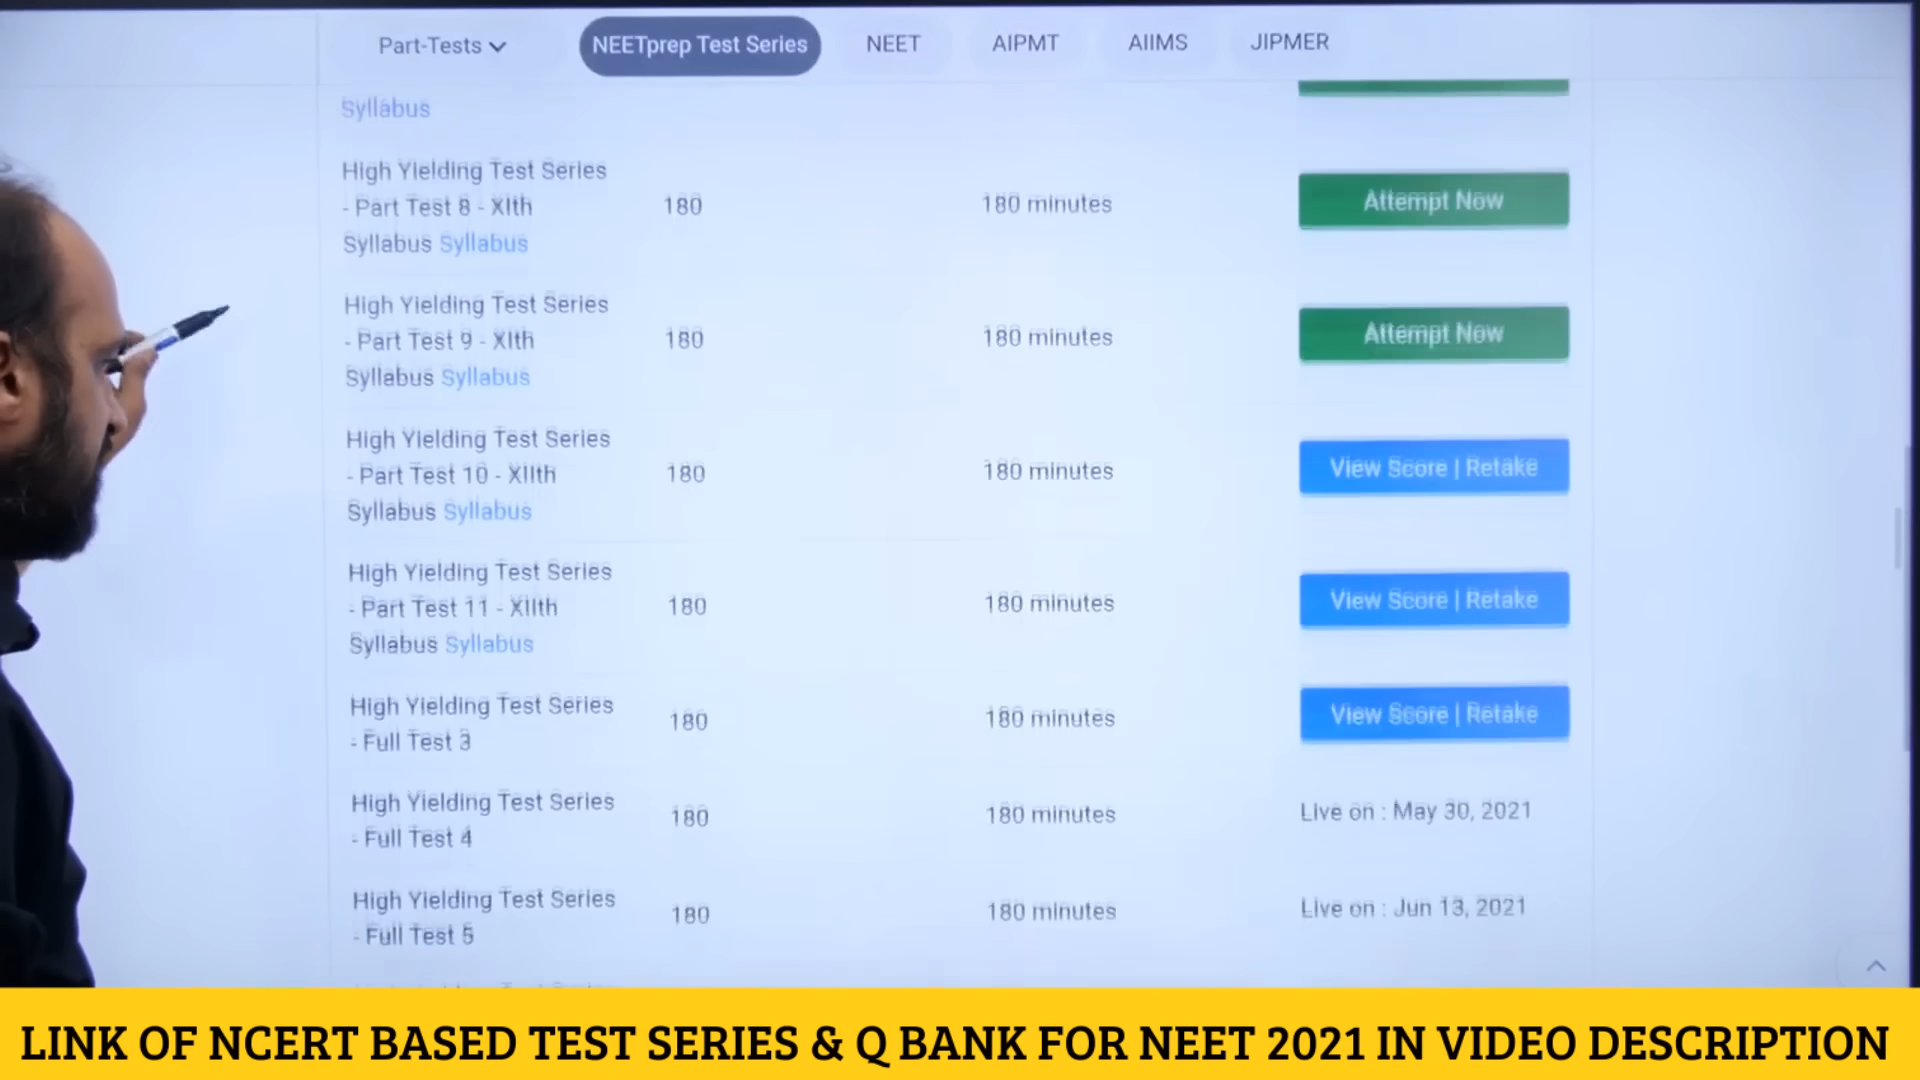 Part-Tests NEETprep Test Series NEET AIPMT AIIMS JIPMER
Syllabus
High Yielding Test Series
- Part Test 8 - XIth 180 180 minutes Attempt Now
Syllabus Syllabus
High Yielding Test Series
- Part Test 9 - XIth 180 180 minutes Attempt Now
Syllabus Syllabus
High Yielding Test Series
- Part Test 10 - XIIth 180 180 minutes View Score | Retake
Syllabus Syllabus
High Yielding Test Series
- Part Test 11 - XIIth 180 180 minutes View Score | Retake
Syllabus Syllabus
High Yielding Test Series
- Full Test 3 180 180 minutes View Score | Retake
High Yielding Test Series
- Full Test 4 180 180 minutes Live on : May 30, 2021
High Yielding Test Series
- Full Test 5 180 180 minutes Live on : Jun 13, 2021
LINK OF NCERT BASED TEST SERIES & Q BANK FOR NEET 2021 IN VIDEO DESCRIPTION